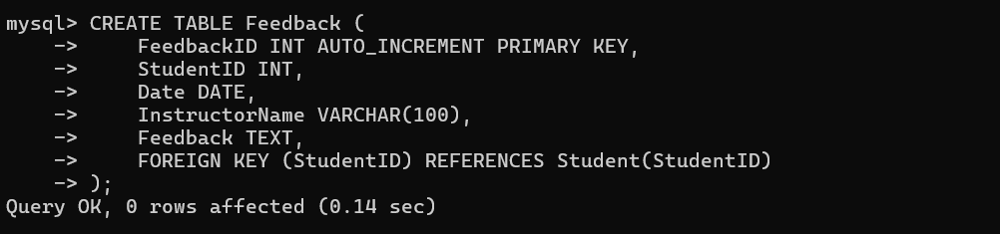 mysql> CREATE TABLE Feedback (
    ->     FeedbackID INT AUTO_INCREMENT PRIMARY KEY,
    ->     StudentID INT,
    ->     Date DATE,
    ->     InstructorName VARCHAR(100),
    ->     Feedback TEXT,
    ->     FOREIGN KEY (StudentID) REFERENCES Student(StudentID)
    -> );
Query OK, 0 rows affected (0.14 sec)